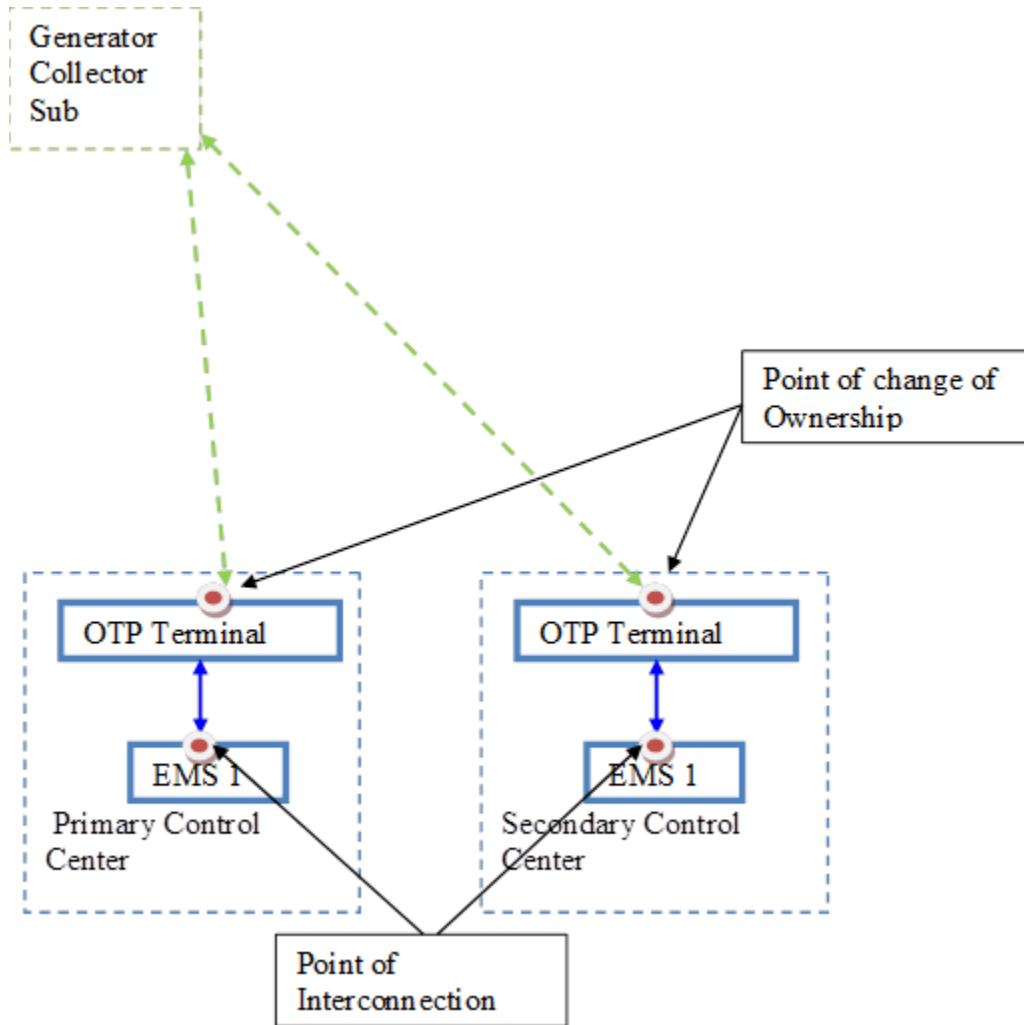 Generator
Collector
Sub
Point of change of
Ownership
OTP Terminal
OTP Terminal
EMS 1
EMS 1
Primary Control
Center
Secondary Control
Center
Point of
Interconnection